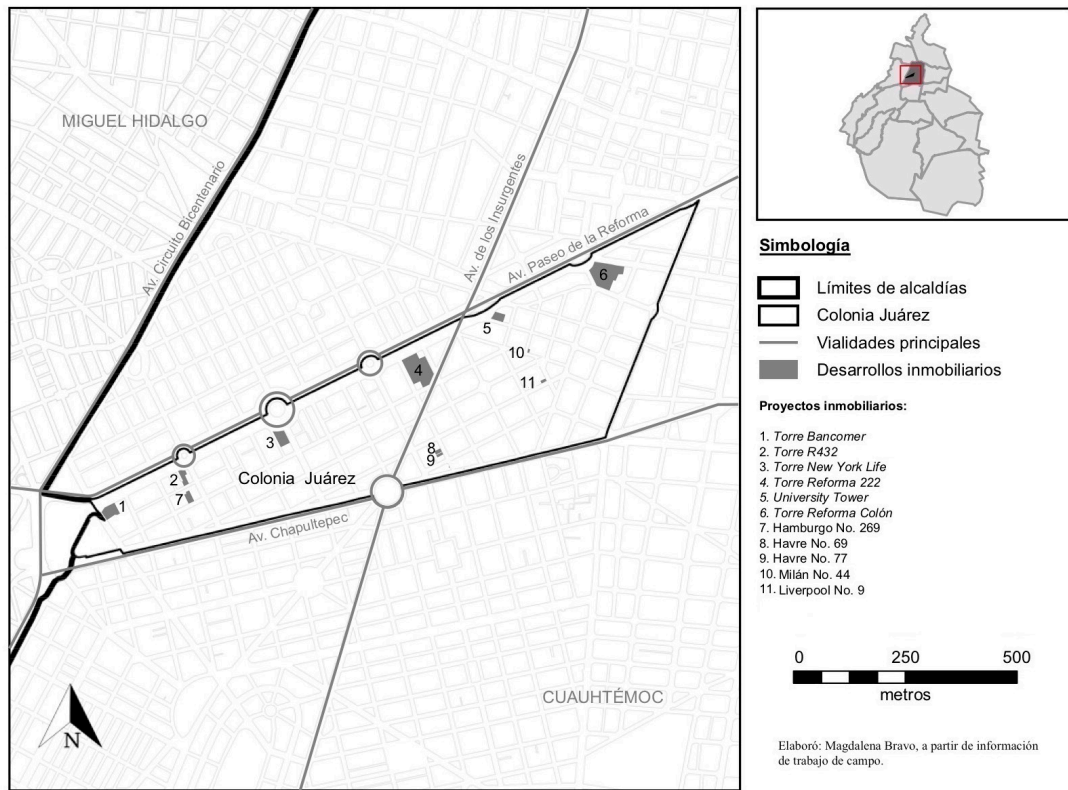 MIGUEL HIDALGO
Av. Circuito Bicentenario
Av. de los Insurgentes
Av. Paseo de la Reforma
6
5
10
11
4
3
8
9
2
7
1
Colonia Juárez
Av. Chapultepec
CUAUHTÉMOC
N
Simbología
Límites de alcaldías
Colonia Juárez
Vialidades principales
Desarrollos inmobiliarios
Proyectos inmobiliarios:
1. Torre Bancomer
2. Torre R432
3. Torre New York Life
4. Torre Reforma 222
5. University Tower
6. Torre Reforma Colón
7. Hamburgo No. 269
8. Havre No. 69
9. Havre No. 77
10. Milán No. 44
11. Liverpool No. 9
0 250 500
metros
Elaboró: Magdalena Bravo, a partir de información
de trabajo de campo.